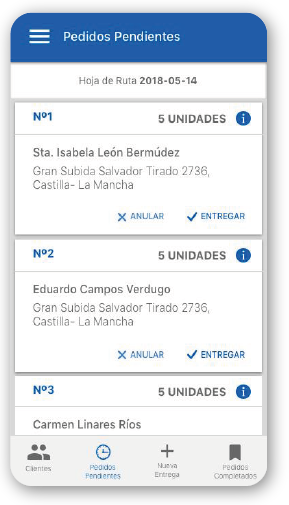 Pedidos Pendientes
Hoja de Ruta 2018-05-14
Nº1 5 UNIDADES
Sta. Isabela León Bermúdez
Gran Subida Salvador Tirado 2736,
Castilla- La Mancha
ANULAR ENTREGAR
Nº2 5 UNIDADES
Eduardo Campos Verdugo
Gran Subida Salvador Tirado 2736,
Castilla- La Mancha
ANULAR ENTREGAR
Nº3 5 UNIDADES
Carmen Linares Ríos
Clientes
Pedidos
Pendientes
Nueva
Entrega
Pedidos
Completados